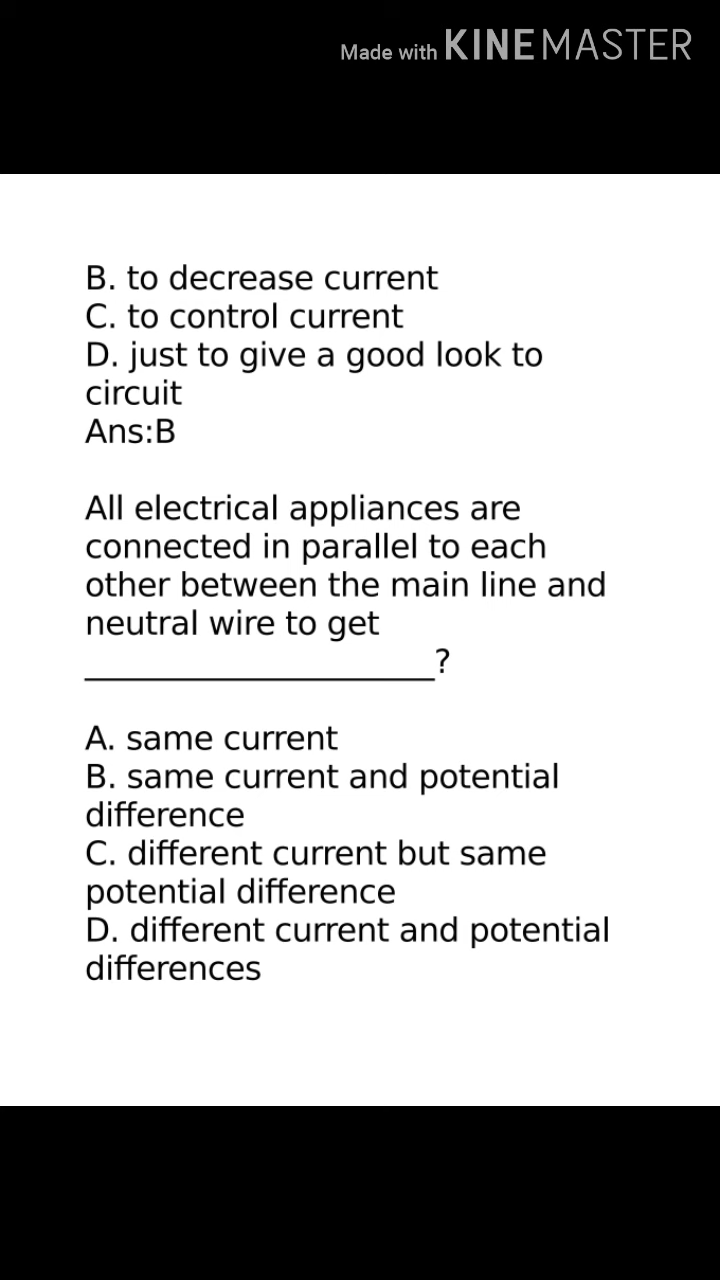 Made with KINEMASTER
B. to decrease current
C. to control current
D. just to give a good look to
circuit
Ans:B
All electrical appliances are
connected in parallel to each
other between the main line and
neutral wire to get
_____________________?
A. same current
B. same current and potential
difference
C. different current but same
potential difference
D. different current and potential
differences